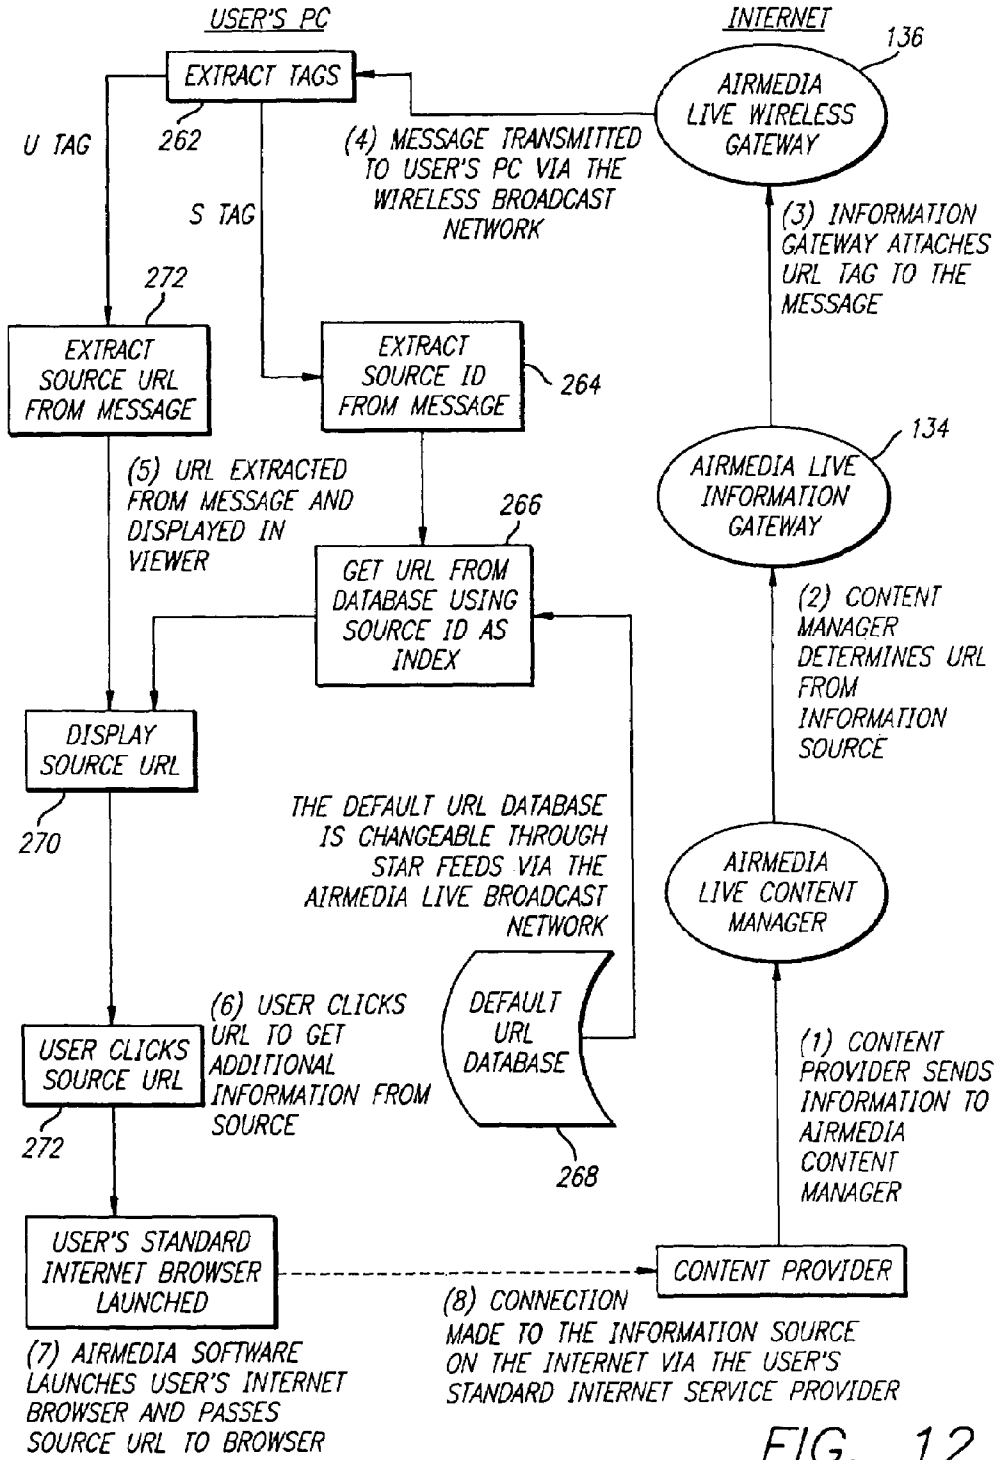 USER'S PC
INTERNET
136
EXTRACT TAGS
AIRMEDIA
LIVE WIRELESS
GATEWAY
262
U TAG
S TAG
(4) MESSAGE TRANSMITTED
TO USER'S PC VIA THE
WIRELESS BROADCAST
NETWORK
(3) INFORMATION
GATEWAY ATTACHES
URL TAG TO THE
MESSAGE
272
EXTRACT
SOURCE URL
FROM MESSAGE
EXTRACT
SOURCE ID
FROM MESSAGE
264
134
AIRMEDIA LIVE
INFORMATION
GATEWAY
(5) URL EXTRACTED
FROM MESSAGE AND
DISPLAYED IN
VIEWER
266
GET URL FROM
DATABASE USING
SOURCE ID AS
INDEX
(2) CONTENT
MANAGER
DETERMINES URL
FROM
INFORMATION
SOURCE
DISPLAY
SOURCE URL
270
THE DEFAULT URL DATABASE
IS CHANGEABLE THROUGH
STAR FEEDS VIA THE
AIRMEDIA LIVE BROADCAST
NETWORK
AIRMEDIA
LIVE CONTENT
MANAGER
DEFAULT
URL
DATABASE
268
(6) USER CLICKS
URL TO GET
ADDITIONAL
INFORMATION FROM
SOURCE
USER CLICKS
SOURCE URL
272
(1) CONTENT
PROVIDER SENDS
INFORMATION TO
AIRMEDIA
CONTENT
MANAGER
USER'S STANDARD
INTERNET BROWSER
LAUNCHED
CONTENT PROVIDER
(8) CONNECTION
MADE TO THE INFORMATION SOURCE
ON THE INTERNET VIA THE USER'S
STANDARD INTERNET SERVICE PROVIDER
(7) AIRMEDIA SOFTWARE
LAUNCHES USER'S INTERNET
BROWSER AND PASSES
SOURCE URL TO BROWSER
FIG. 12